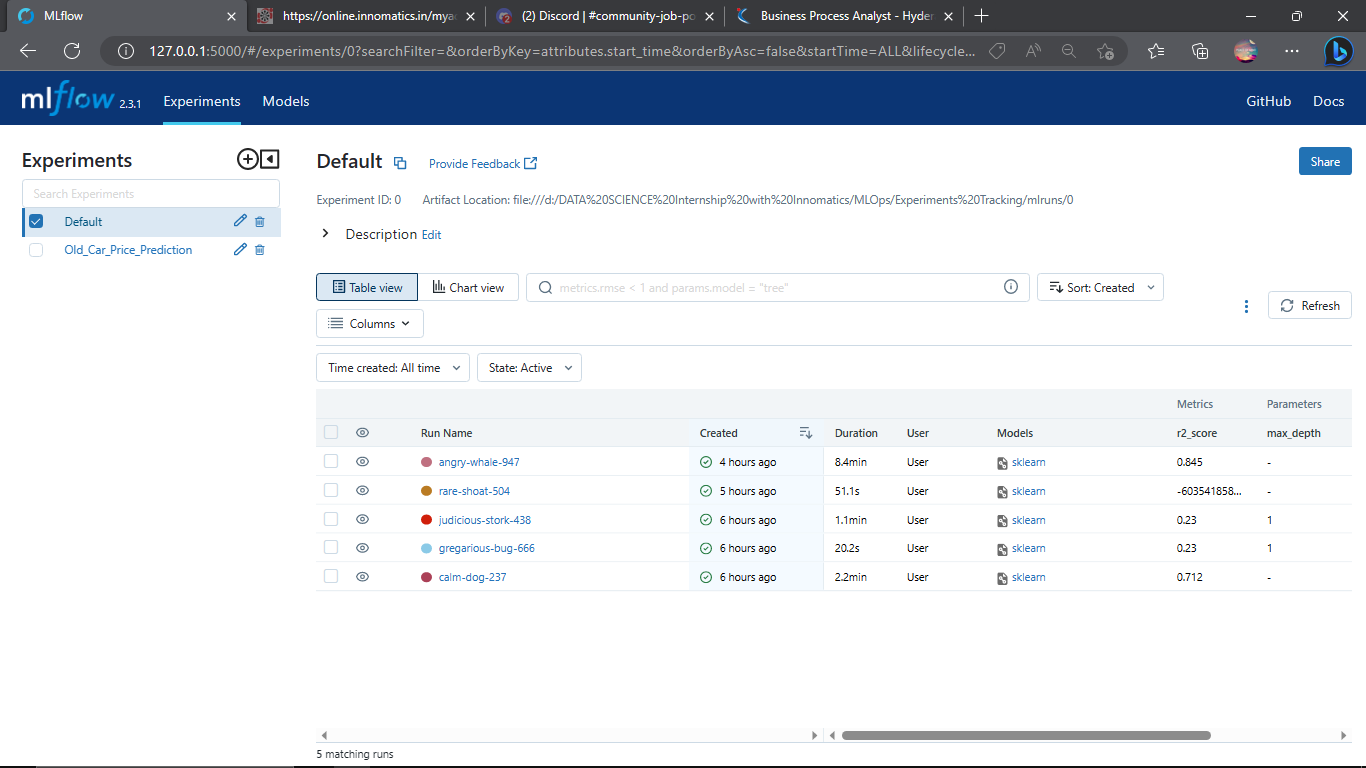 MLflow
https://online.innomatics.in/myac
(2) Discord | #community-job-po
Business Process Analyst - Hyder
127.0.0.1:5000/#/experiments/0?searchFilter=&orderByKey=attributes.start_time&orderByAsc=false&startTime=ALL&lifecycle...
mlflow 2.3.1 Experiments Models GitHub Docs
Experiments
Search Experiments
Default
Old_Car_Price_Prediction
Default Provide Feedback Share
Experiment ID: 0 Artifact Location: file:///d:/DATA%20SCIENCE%20Internship%20with%20Innomatics/MLOps/Experiments%20Tracking/mlruns/0
Description Edit
Table view Chart view metrics.rmse < 1 and params.model = "tree" Sort: Created Refresh
Columns
Time created: All time State: Active
Metrics Parameters
Run Name Created Duration User Models r2_score max_depth
angry-whale-947 4 hours ago 8.4min User sklearn 0.845 -
rare-shoat-504 5 hours ago 51.1s User sklearn -603541858... -
judicious-stork-438 6 hours ago 1.1min User sklearn 0.23 1
gregarious-bug-666 6 hours ago 20.2s User sklearn 0.23 1
calm-dog-237 6 hours ago 2.2min User sklearn 0.712 -
5 matching runs